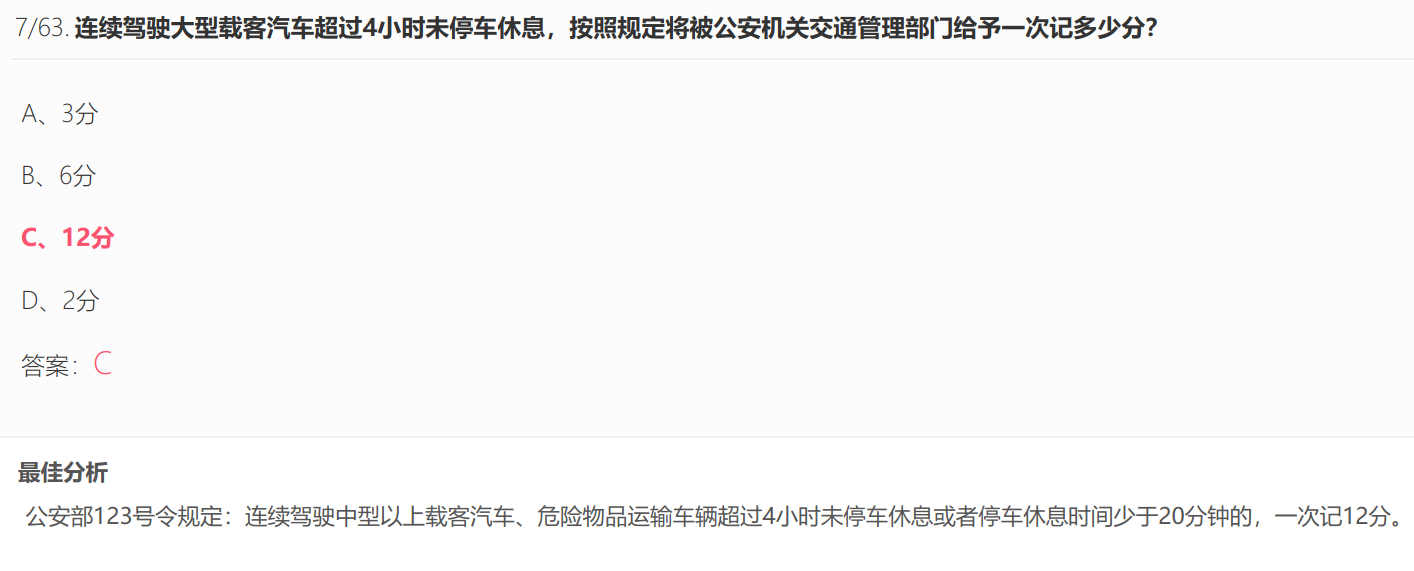 7/63. 连续驾驶大型载客汽车超过4小时未停车休息，按照规定将被公安机关交通管理部门给予一次记多少分？
A、3分
B、6分
C、12分
D、2分
答案：C
最佳分析
公安部123号令规定：连续驾驶中型以上载客汽车、危险物品运输车辆超过4小时未停车休息或者停车休息时间少于20分钟的，一次记12分。